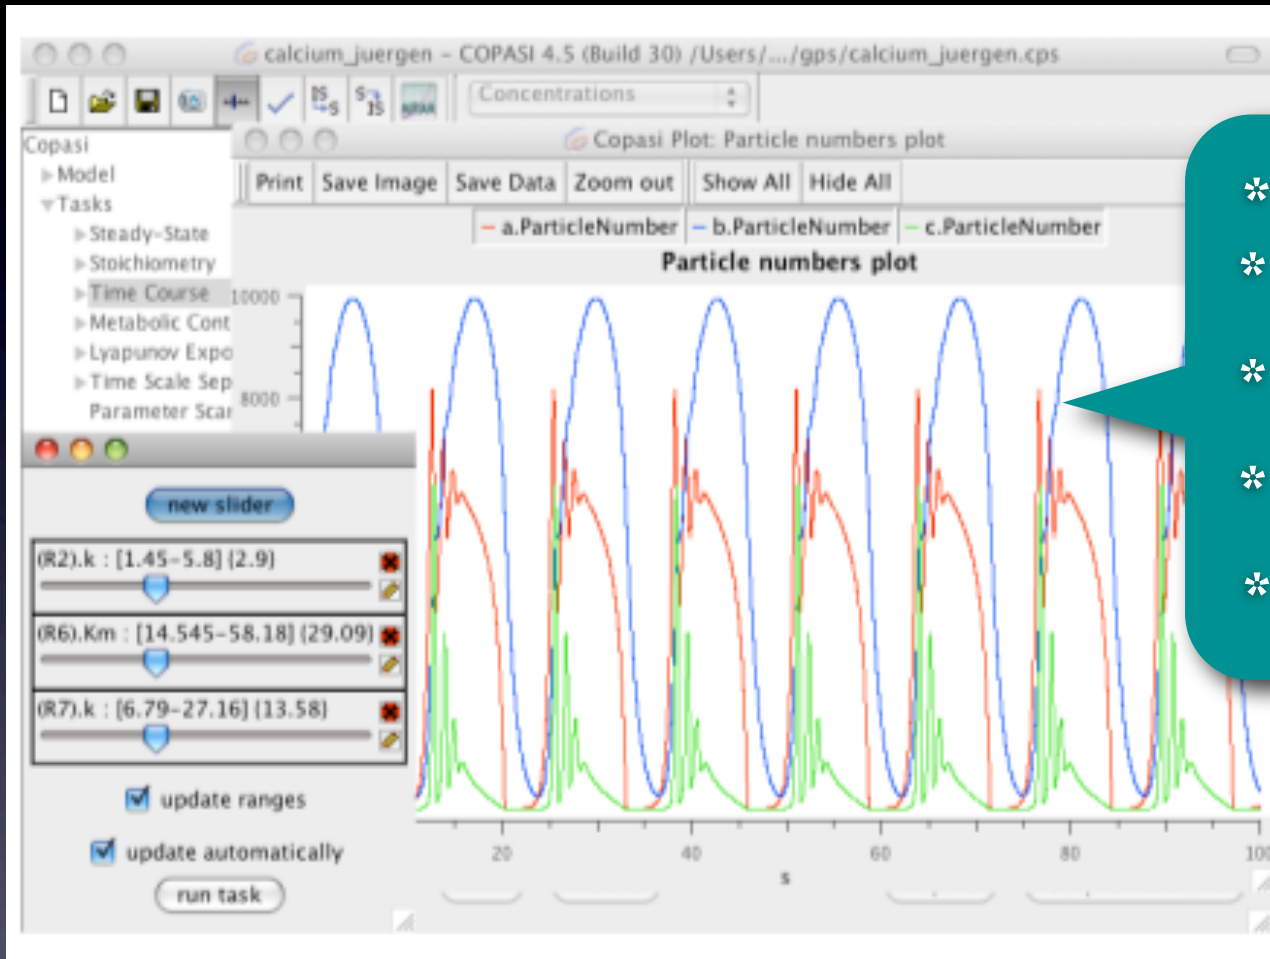 calcium_juergen – COPASI 4.5 (Build 30) /Users/.../gps/calcium_juergen.cps
Concentrations
Copasi
Model
Tasks
Steady-State
Stoichiometry
Time Course
Metabolic Cont
Lyapunov Expo
Time Scale Sep
Parameter Scar
Copasi Plot: Particle numbers plot
Print Save Image Save Data Zoom out Show All Hide All
a.ParticleNumber b.ParticleNumber c.ParticleNumber
Particle numbers plot
10000
8000
20 40 60 80 100
s
new slider
(R2).k : [1.45-5.8] (2.9)
(R6).Km : [14.545-58.18] (29.09)
(R7).k : [6.79-27.16] (13.58)
update ranges
update automatically
run task
*
*
*
*
*